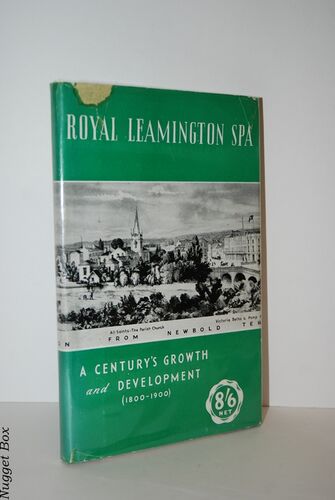 ROYAL LEAMINGTON SPA
All Saints-The Parish Church
Victoria Baths & Pump
FROM NEWBOLD TER
A CENTURY'S GROWTH
and DEVELOPMENT
(1800-1900)
8/6
NET
Nugget Box